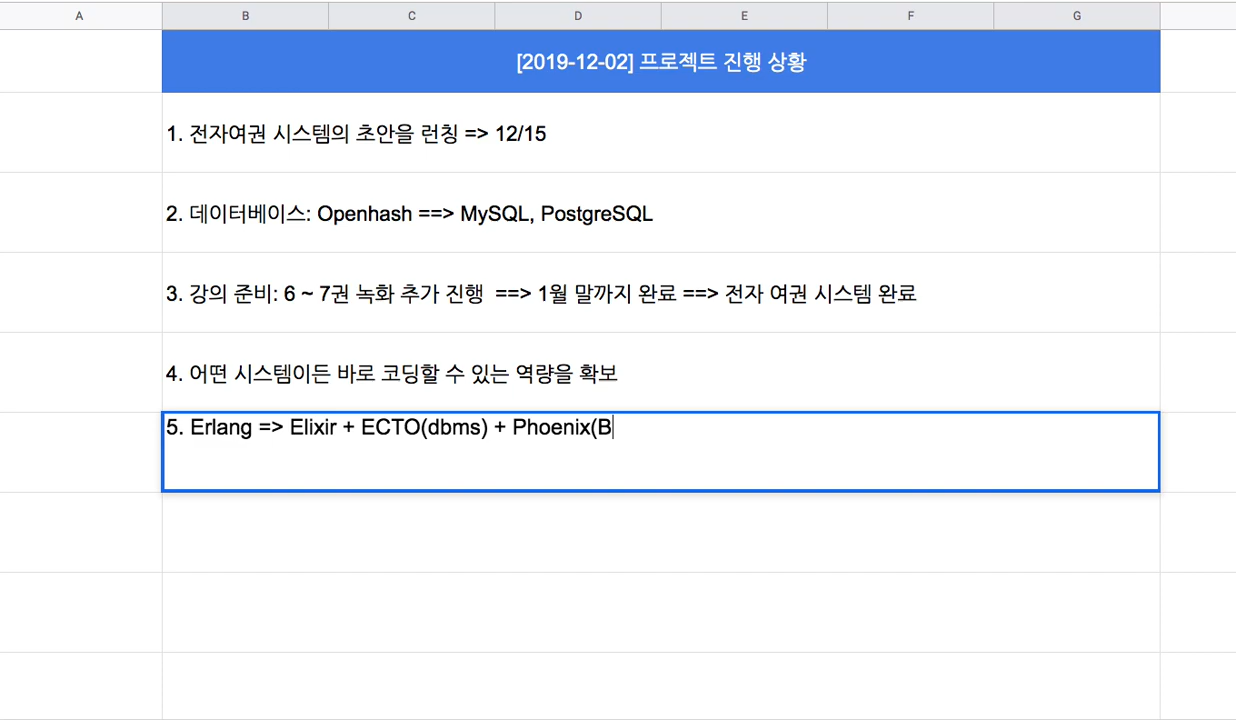 A B C D E F G
[2019-12-02] 프로젝트 진행 상황
1. 전자여권 시스템의 초안을 런칭 => 12/15
2. 데이터베이스: Openhash ==> MySQL, PostgreSQL
3. 강의 준비: 6 ~ 7권 녹화 추가 진행 ==> 1월 말까지 완료 ==> 전자 여권 시스템 완료
4. 어떤 시스템이든 바로 코딩할 수 있는 역량을 확보
5. Erlang => Elixir + ECTO(dbms) + Phoenix(B